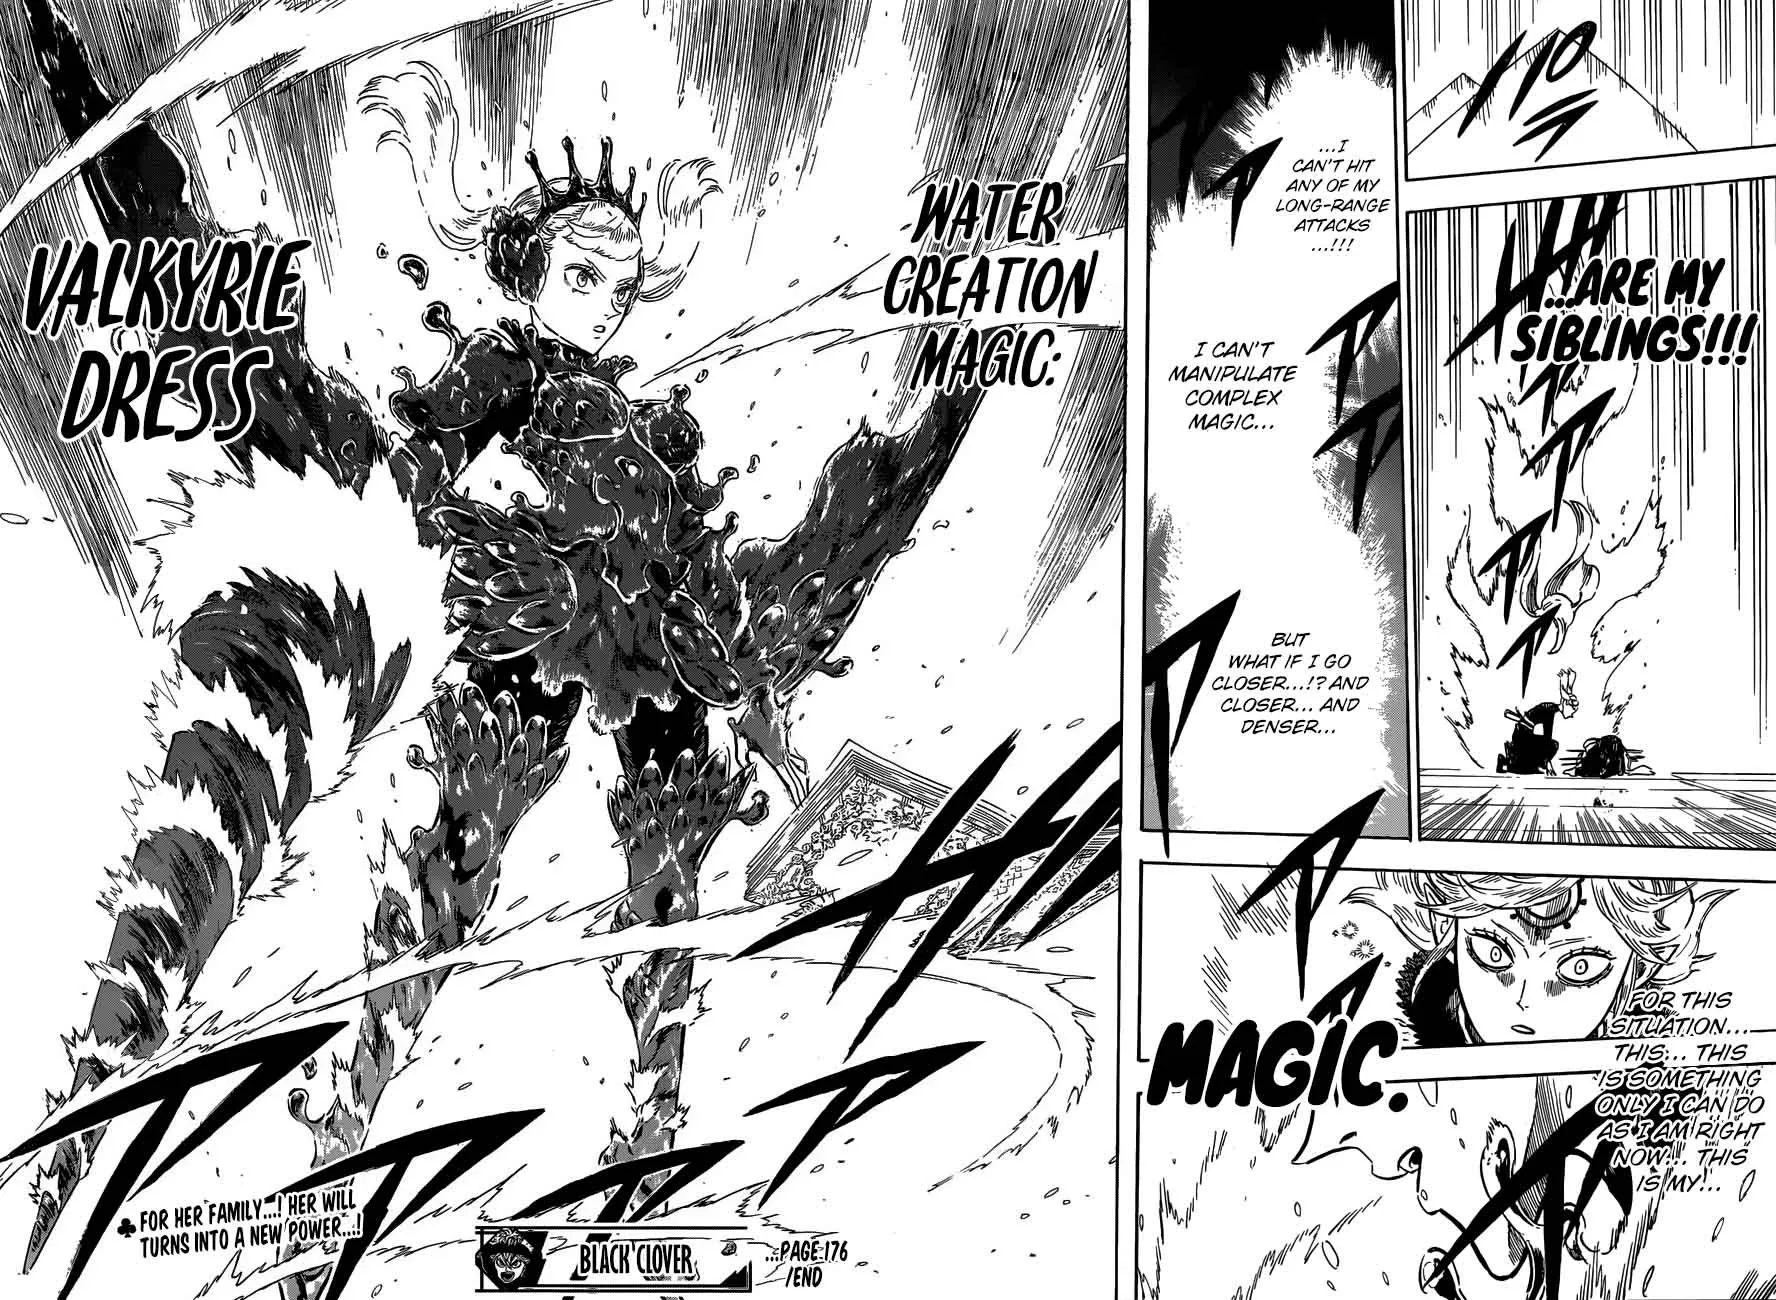 ...ARE MY
SIBLINGS!!!
...I
CAN'T HIT
ANY OF MY
LONG-RANGE
ATTACKS
...!!!
I CAN'T
MANIPULATE
COMPLEX
MAGIC...
BUT
WHAT IF I GO
CLOSER...!? AND
CLOSER... AND
DENSER...
FOR THIS
SITUATION...
THIS... THIS
IS SOMETHING
ONLY I CAN DO
AS I AM RIGHT
NOW... THIS
IS MY!...
MAGIC.
WATER
CREATION
MAGIC:
VALKYRIE
DRESS
♣ FOR HER FAMILY...! HER WILL
TURNS INTO A NEW POWER...!
BLACK CLOVER
...PAGE 176
/END